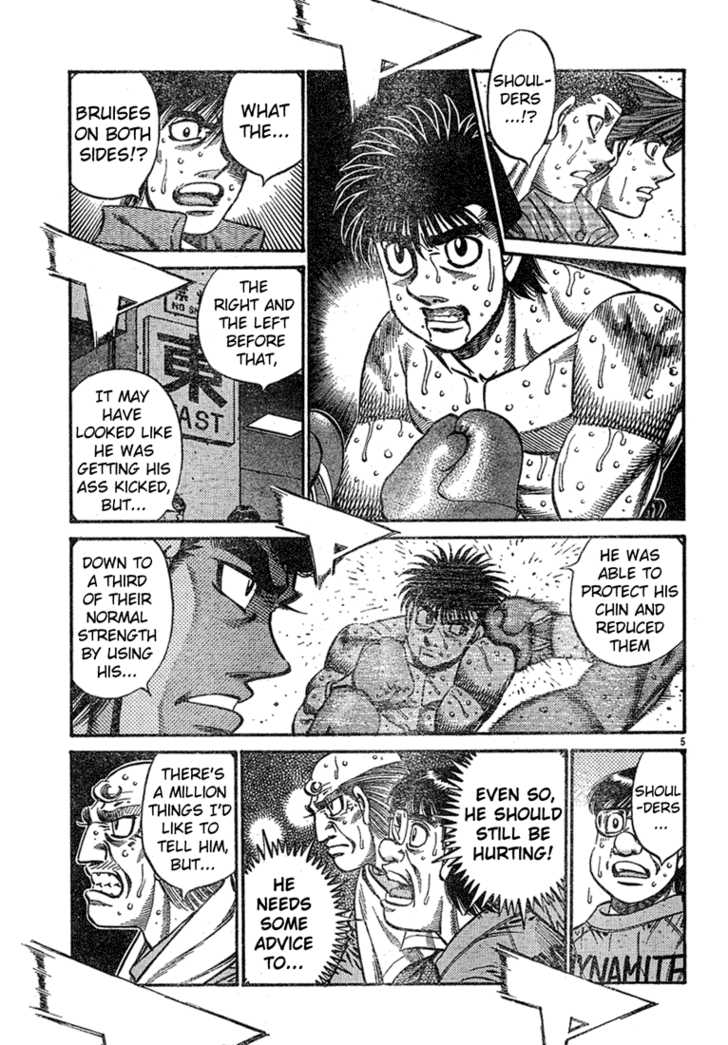 SHOUL-
DERS
...!?
WHAT
THE...
BRUISES
ON BOTH
SIDES!?
THE
RIGHT AND
THE LEFT
BEFORE
THAT,
IT MAY
HAVE
LOOKED LIKE
HE WAS
GETTING HIS
ASS KICKED,
BUT...
東
EAST
HE WAS
ABLE TO
PROTECT HIS
CHIN AND
REDUCED
THEM
DOWN TO
A THIRD
OF THEIR
NORMAL
STRENGTH
BY USING
HIS...
5
SHOUL
-DERS
...
DYNAMITE
EVEN SO,
HE SHOULD
STILL BE
HURTING!
HE
NEEDS
SOME
ADVICE
TO...
THERE'S
A MILLION
THINGS I'D
LIKE TO
TELL HIM,
BUT...